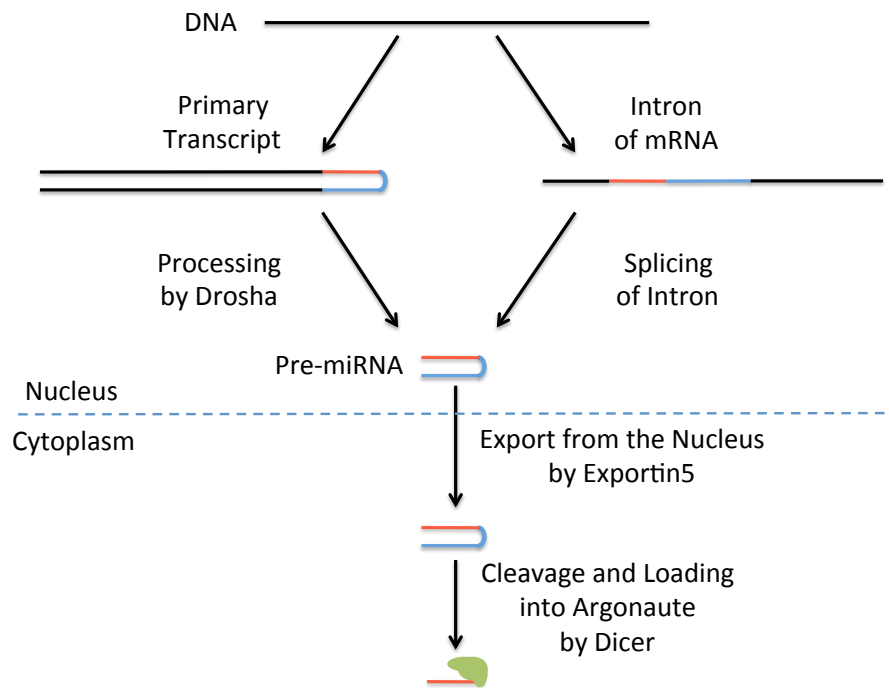 DNA
Primary
Transcript
Intron
of mRNA
Processing
by Drosha
Splicing
of Intron
Pre-miRNA
Nucleus
Cytoplasm
Export from the Nucleus
by Exportin5
Cleavage and Loading
into Argonaute
by Dicer